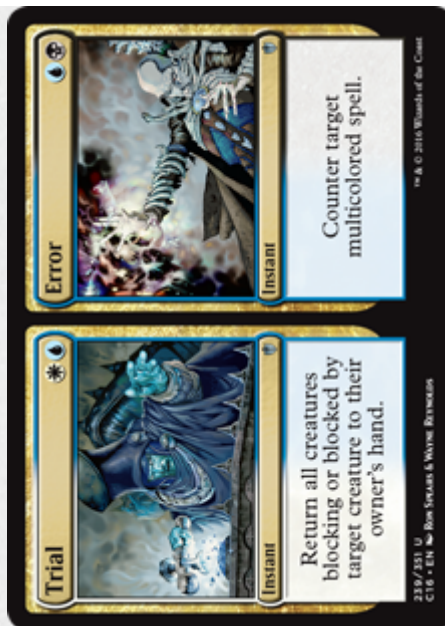 Trial
Instant
Return all creatures
blocking or blocked by
target creature to their
owner's hand.
239/351 U
C16 • EN Ron Spears & Wayne Reynolds
Error
Instant
Counter target
multicolored spell.
™ & © 2016 Wizards of the Coast